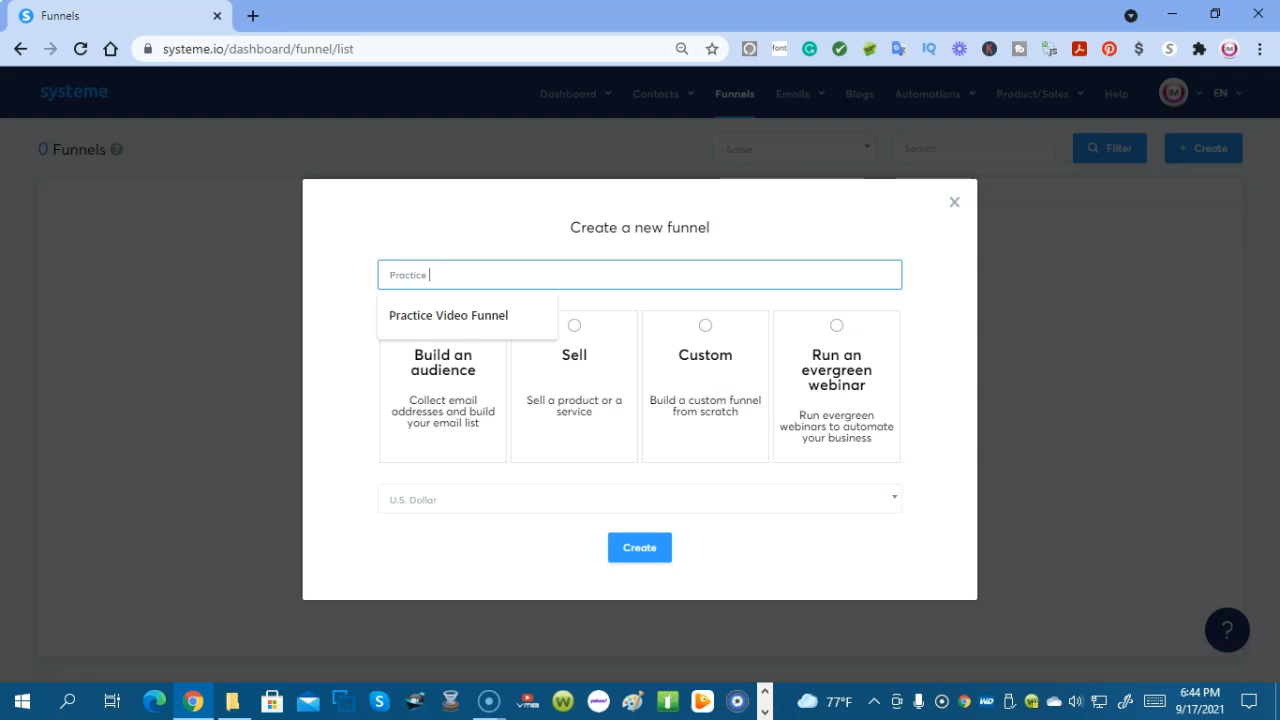 Funnels
systeme.io/dashboard/funnel/list
systeme
Dashboard
Contacts
Funnels
Emails
Blogs
Automations
Product/Sales
Help
EN
0 Funnels
Active
Search
Filter
+ Create
X
Create a new funnel
Practice
Practice Video Funnel
Build an
audience
Collect email
addresses and build
your email list
Sell
Sell a product or a
service
Custom
Build a custom funnel
from scratch
Run an
evergreen
webinar
Run evergreen
webinars to automate
your business
U.S. Dollar
Create
?
77°F
6:44 PM
9/17/2021